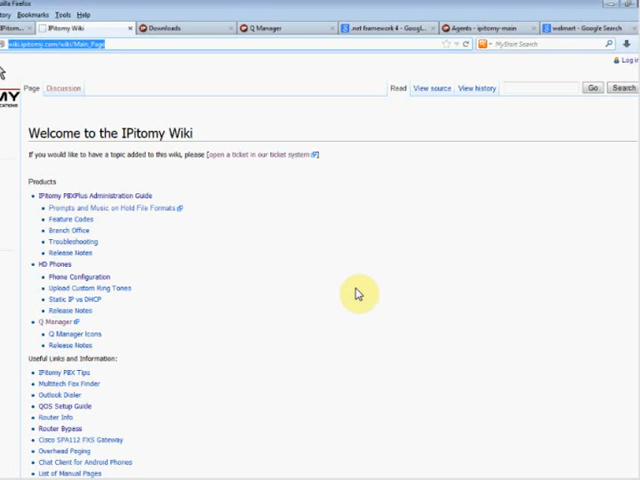 Firefox
tory Bookmarks Tools Help
IPitom... × IPitomy Wiki × Downloads × Q Manager × .net framework 4 - Googl... × Agents - ipitomy-main × walmart - Google Search
wiki.ipitomy.com/wiki/Main_Page
MyStart Search
Log in
MY
Page Discussion Read View source View history Go Search
Welcome to the IPitomy Wiki
If you would like to have a topic added to this wiki, please [open a ticket in our ticket system]
Products
IPitomy PBXPlus Administration Guide
Prompts and Music on Hold File Formats
Feature Codes
Branch Office
Troubleshooting
Release Notes
HD Phones
Phone Configuration
Upload Custom Ring Tones
Static IP vs DHCP
Release Notes
Q Manager
Q Manager Icons
Release Notes
Useful Links and Information:
IPitomy PBX Tips
Multitech Fax Finder
Outlook Dialer
QOS Setup Guide
Router Info
Router Bypass
Cisco SPA112 FXS Gateway
Overhead Paging
Chat Client for Android Phones
List of Manual Pages